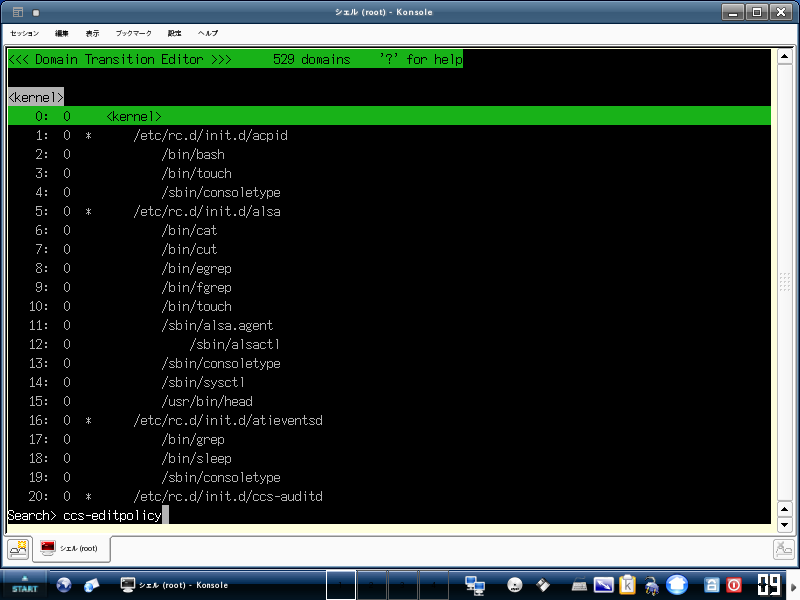 シェル (root) - Konsole
セッション 編集 表示 ブックマーク 設定 ヘルプ
<<< Domain Transition Editor >>> 529 domains '?' for help
<kernel>
0: 0 <kernel>
1: 0 * /etc/rc.d/init.d/acpid
2: 0 /bin/bash
3: 0 /bin/touch
4: 0 /sbin/consoletype
5: 0 * /etc/rc.d/init.d/alsa
6: 0 /bin/cat
7: 0 /bin/cut
8: 0 /bin/egrep
9: 0 /bin/fgrep
10: 0 /bin/touch
11: 0 /sbin/alsa.agent
12: 0 /sbin/alsactl
13: 0 /sbin/consoletype
14: 0 /sbin/sysctl
15: 0 /usr/bin/head
16: 0 * /etc/rc.d/init.d/atieventsd
17: 0 /bin/grep
18: 0 /bin/sleep
19: 0 /sbin/consoletype
20: 0 * /etc/rc.d/init.d/ccs-auditd
Search> ccs-editpolicy
シェル (root)
START シェル (root) - Konsole